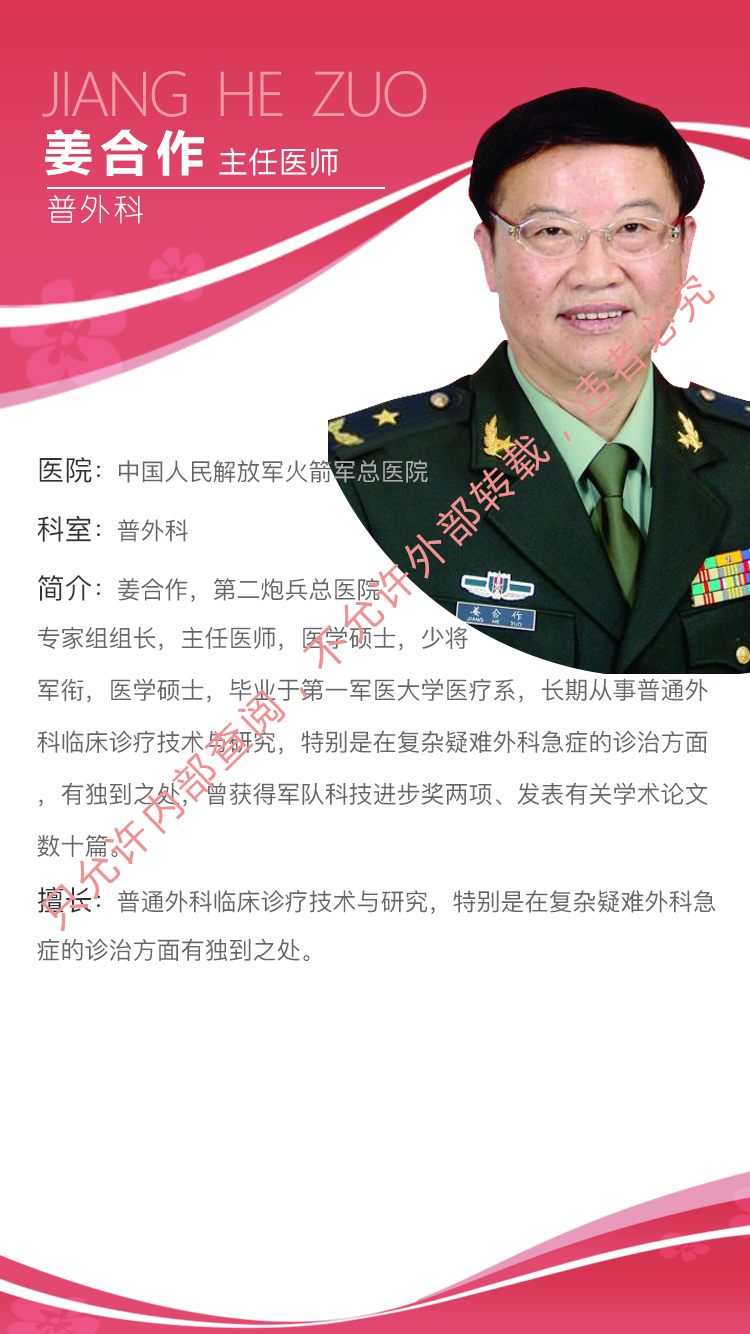 JIANG HE ZUO
姜合作 主任医师
普外科
医院：中国人民解放军火箭军总医院
科室：普外科
简介：姜合作，第二炮兵总医院
专家组组长，主任医师，医学硕士，少将
军衔，医学硕士，毕业于第一军医大学医疗系，长期从事普通外
科临床诊疗技术与研究，特别是在复杂疑难外科急症的诊治方面
，有独到之处，曾获得军队科技进步奖两项、发表有关学术论文
数十篇。
擅长：普通外科临床诊疗技术与研究，特别是在复杂疑难外科急
症的诊治方面有独到之处。
姜合作
JIANG HE ZUO
只允许内部查阅，不允许外部转载，违者必究